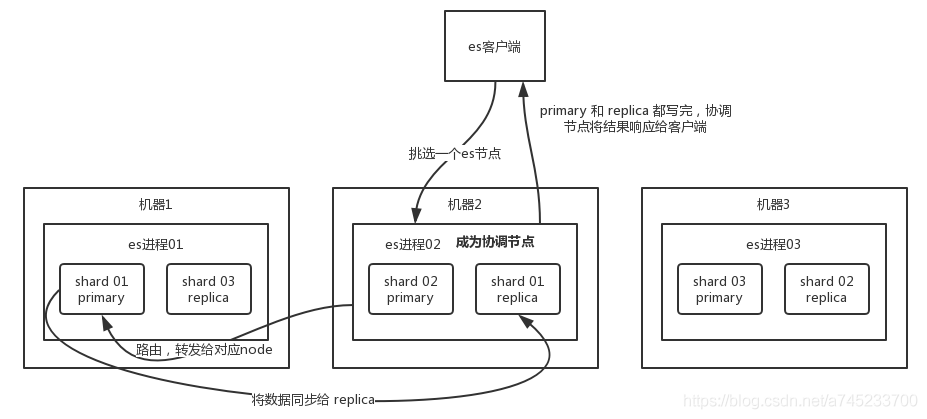 es客户端
primary 和 replica 都写完，协调
节点将结果响应给客户端
挑选一个es节点
机器1
机器2
机器3
es进程01
es进程02
成为协调节点
es进程03
shard 01
primary
shard 03
replica
shard 02
primary
shard 01
replica
shard 03
primary
shard 02
replica
路由，转发给对应node
将数据同步给 replica
https://blog.csdn.net/a745233700